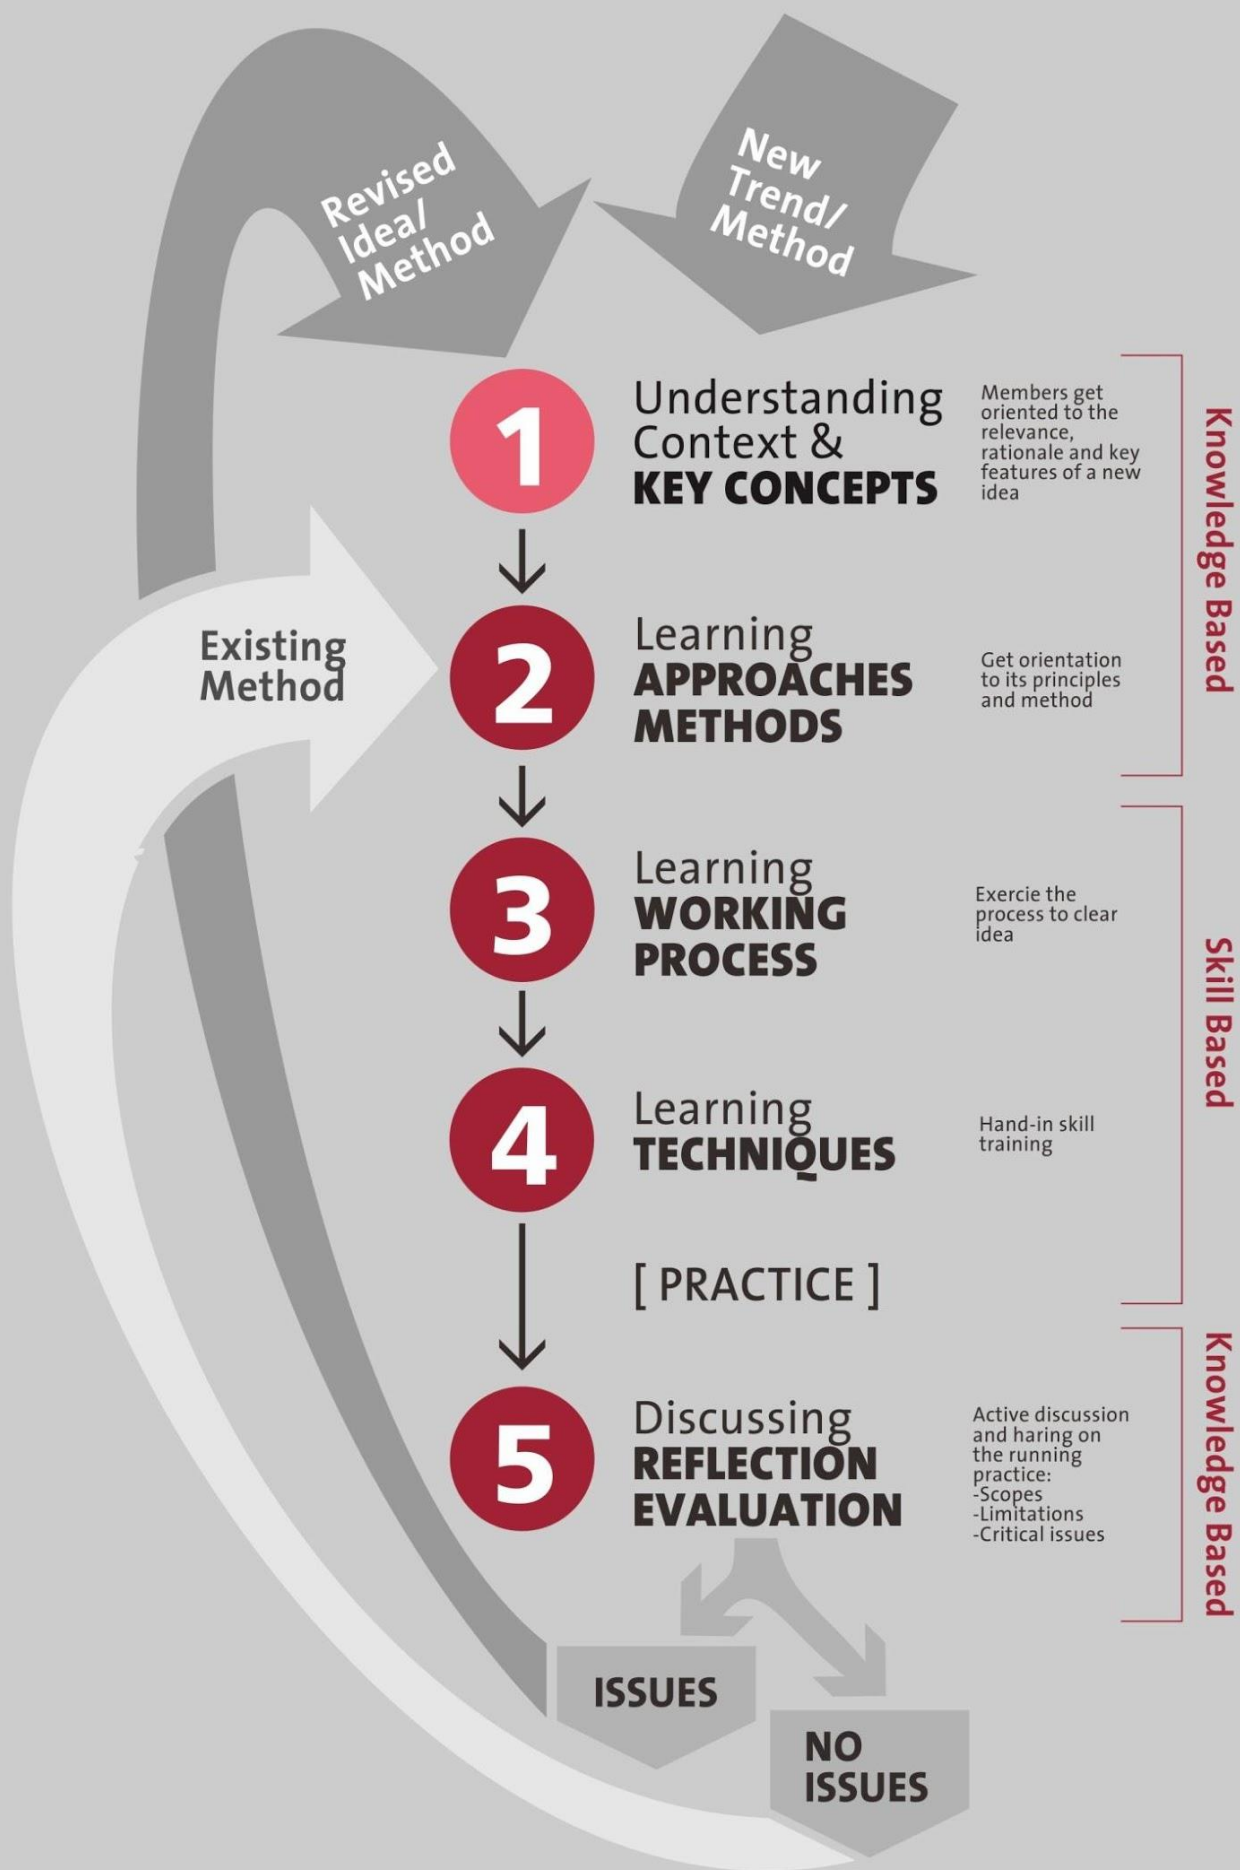 Revised
Idea/
Method
New
Trend/
Method
1
Understanding
Context &
KEY CONCEPTS
Members get
oriented to the
relevance,
rationale and key
features of a new
idea
Knowledge Based
Existing
Method
2
Learning
APPROACHES
METHODS
Get orientation
to its principles
and method
3
Learning
WORKING
PROCESS
Exercie the
process to clear
idea
Skill Based
4
Learning
TECHNIQUES
Hand-in skill
training
[ PRACTICE ]
5
Discussing
REFLECTION
EVALUATION
Active discussion
and haring on
the running
practice:
-Scopes
-Limitations
-Critical issues
Knowledge Based
ISSUES
NO
ISSUES